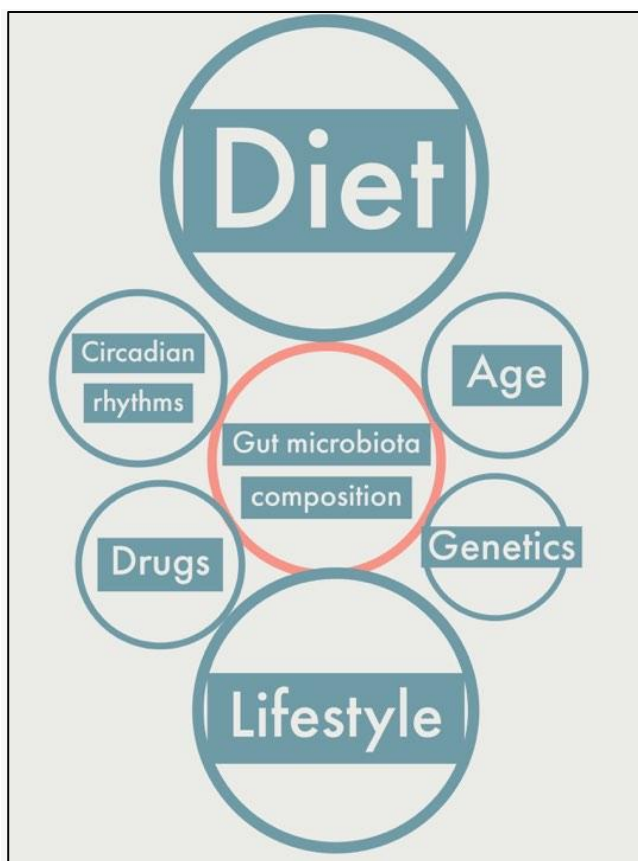 Diet
Circadian
rhythms
Age
Gut microbiota
composition
Drugs
Genetics
Lifestyle